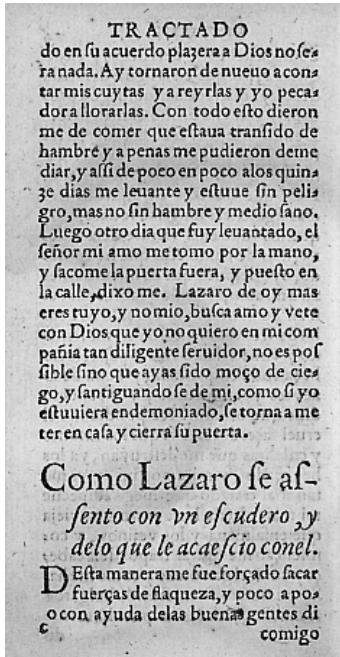 TRACTADO
do en ſu acuerdo plazera a Dios no ſe⸗
ra nada. Ay tornaron de nueuo a con⸗
tar mis cuytas y a reyrlas y yo peca⸗
dor a llorarlas. Con todo eſto dieron
me de comer que eſtaua tranſido de
hambre y a penas me pudieron deme
diar, y aſſi de poco en poco alos quin⸗
ze dias me leuante y eſtuue ſin peli⸗
gro, mas no ſin hambre y medio ſano.
Luego otro dia que fuy leuantado, el
ſeñor mi amo me tomo por la mano,
y ſacome la puerta fuera, y pueſto en
la calle, dixo me. Lazaro de oy mas
eres tuyo, y no mio, buſca amo y vete
con Dios que yo no quiero en mi com
pañia tan diligente ſeruidor, no es poſ
ſible ſino que ayas ſido moço de cie⸗
go, y ſantiguando ſe de mi, como ſi yo
eſtuuiera endemoniado, ſe torna a me
ter en caſa y cierra ſu puerta.
Como Lazaro ſe aſ-
ſento con vn eſcudero, y
delo que le acaeſcio conel.
DEſta manera me fue forçado ſacar
fuerças de flaqueza, y poco a po⸗
o con ayuda delas buenas gentes di
c
comigo